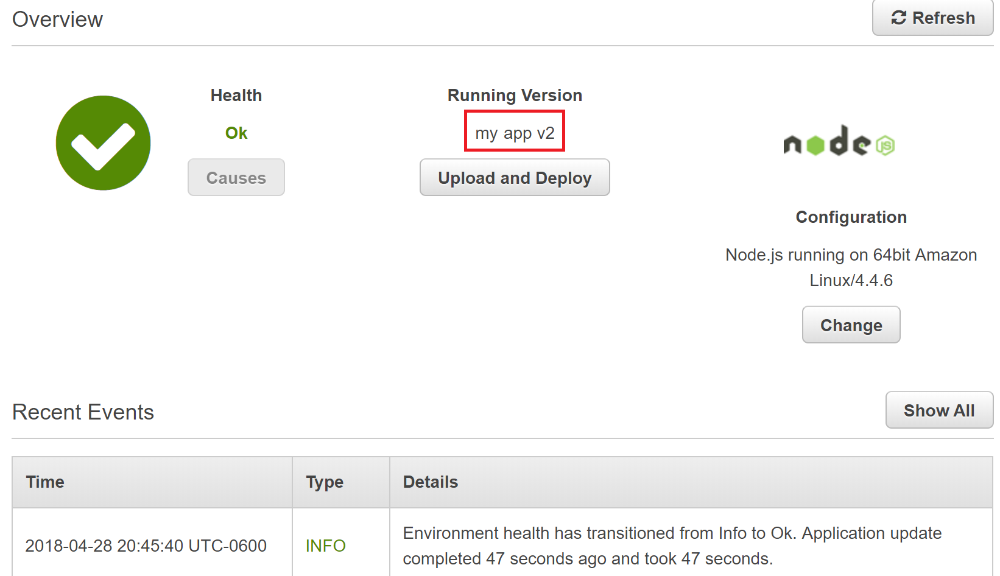 Overview
Refresh
Health
Ok
Causes
Running Version
my app v2
Upload and Deploy
node JS
Configuration
Node.js running on 64bit Amazon
Linux/4.4.6
Change
Recent Events
Show All
Time Type Details
2018-04-28 20:45:40 UTC-0600 INFO Environment health has transitioned from Info to Ok. Application update
completed 47 seconds ago and took 47 seconds.